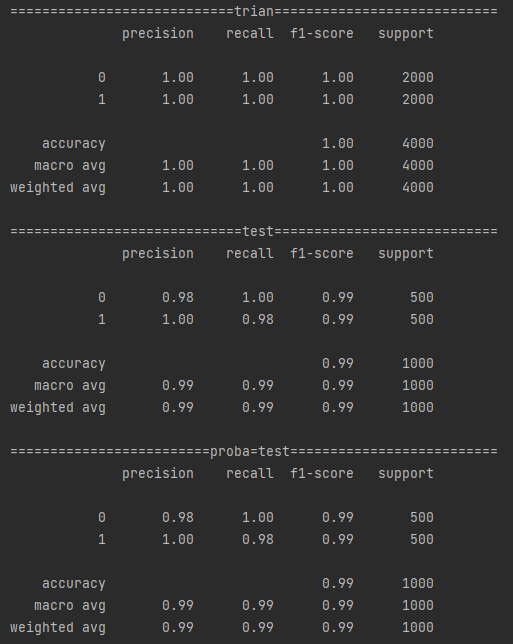 ============================trian============================
              precision    recall  f1-score   support

           0       1.00      1.00      1.00      2000
           1       1.00      1.00      1.00      2000

    accuracy                           1.00      4000
   macro avg       1.00      1.00      1.00      4000
weighted avg       1.00      1.00      1.00      4000

=============================test============================
              precision    recall  f1-score   support

           0       0.98      1.00      0.99       500
           1       1.00      0.98      0.99       500

    accuracy                           0.99      1000
   macro avg       0.99      0.99      0.99      1000
weighted avg       0.99      0.99      0.99      1000

=========================proba=test==========================
              precision    recall  f1-score   support

           0       0.98      1.00      0.99       500
           1       1.00      0.98      0.99       500

    accuracy                           0.99      1000
   macro avg       0.99      0.99      0.99      1000
weighted avg       0.99      0.99      0.99      1000